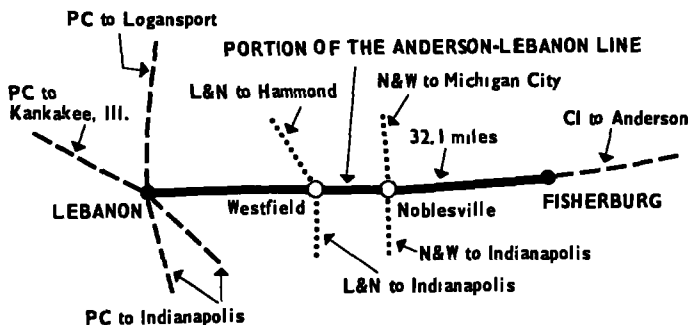 PC to Logansport
PORTION OF THE ANDERSON-LEBANON LINE
PC to
Kankakee, Ill.
L&N to Hammond
N&W to Michigan City
32.1 miles
CI to Anderson
LEBANON
Westfield
Noblesville
FISHERBURG
N&W to Indianapolis
L&N to Indianapolis
PC to Indianapolis